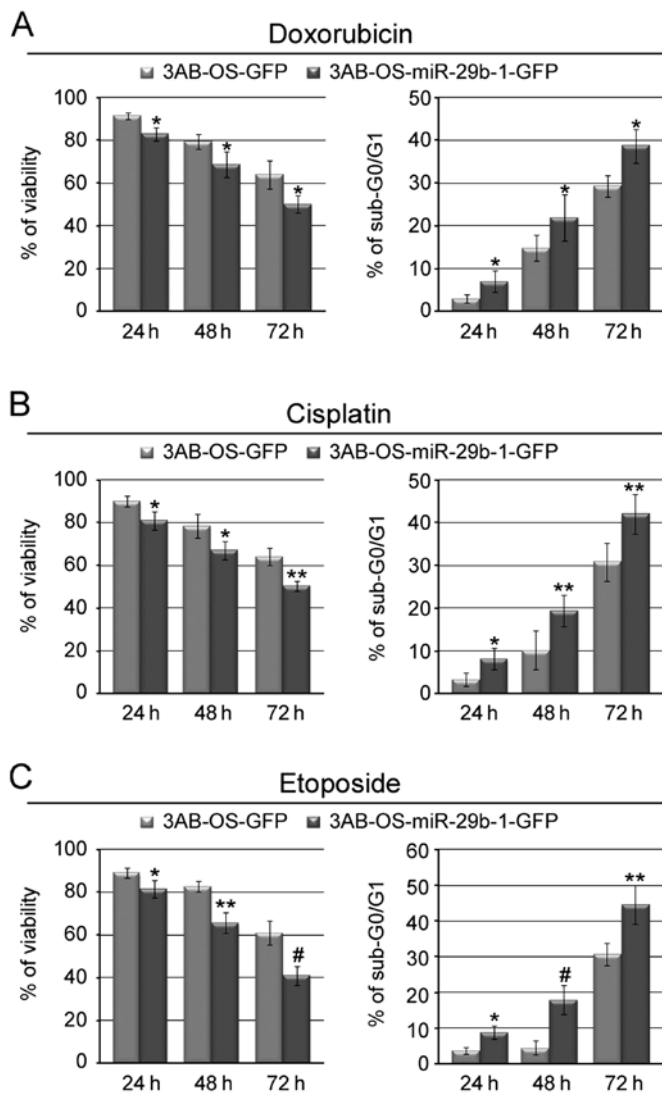 A
Doxorubicin
3AB-OS-GFP 3AB-OS-miR-29b-1-GFP
% of viability
100
80
60
40
20
0
* * *
24 h 48 h 72 h
% of sub-G0/G1
50
40
30
20
10
0
* * *
24 h 48 h 72 h
B
Cisplatin
3AB-OS-GFP 3AB-OS-miR-29b-1-GFP
% of viability
100
80
60
40
20
0
* * **
24 h 48 h 72 h
% of sub-G0/G1
50
40
30
20
10
0
* ** **
24 h 48 h 72 h
C
Etoposide
3AB-OS-GFP 3AB-OS-miR-29b-1-GFP
% of viability
100
80
60
40
20
0
* ** #
24 h 48 h 72 h
% of sub-G0/G1
60
50
40
30
20
10
0
* # **
24 h 48 h 72 h